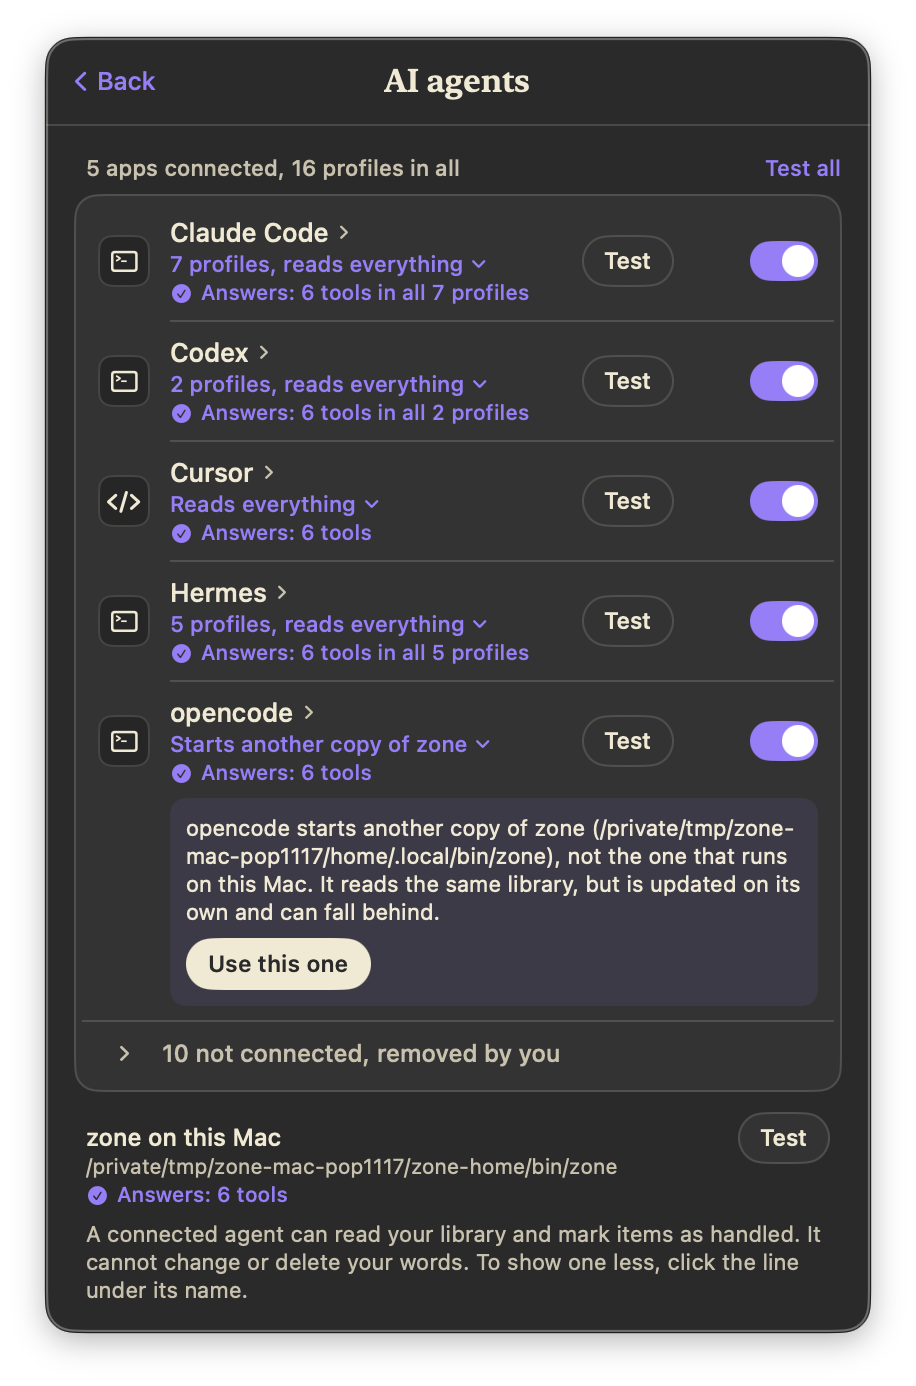 Back
AI agents
5 apps connected, 16 profiles in all
Test all
Claude Code
7 profiles, reads everything
Answers: 6 tools in all 7 profiles
Test
Codex
2 profiles, reads everything
Answers: 6 tools in all 2 profiles
Test
Cursor
Reads everything
Answers: 6 tools
Test
Hermes
5 profiles, reads everything
Answers: 6 tools in all 5 profiles
Test
opencode
Starts another copy of zone
Answers: 6 tools
Test
opencode starts another copy of zone (/private/tmp/zone-
mac-pop1117/home/.local/bin/zone), not the one that runs
on this Mac. It reads the same library, but is updated on its
own and can fall behind.
Use this one
10 not connected, removed by you
zone on this Mac
/private/tmp/zone-mac-pop1117/zone-home/bin/zone
Answers: 6 tools
Test
A connected agent can read your library and mark items as handled. It
cannot change or delete your words. To show one less, click the line
under its name.